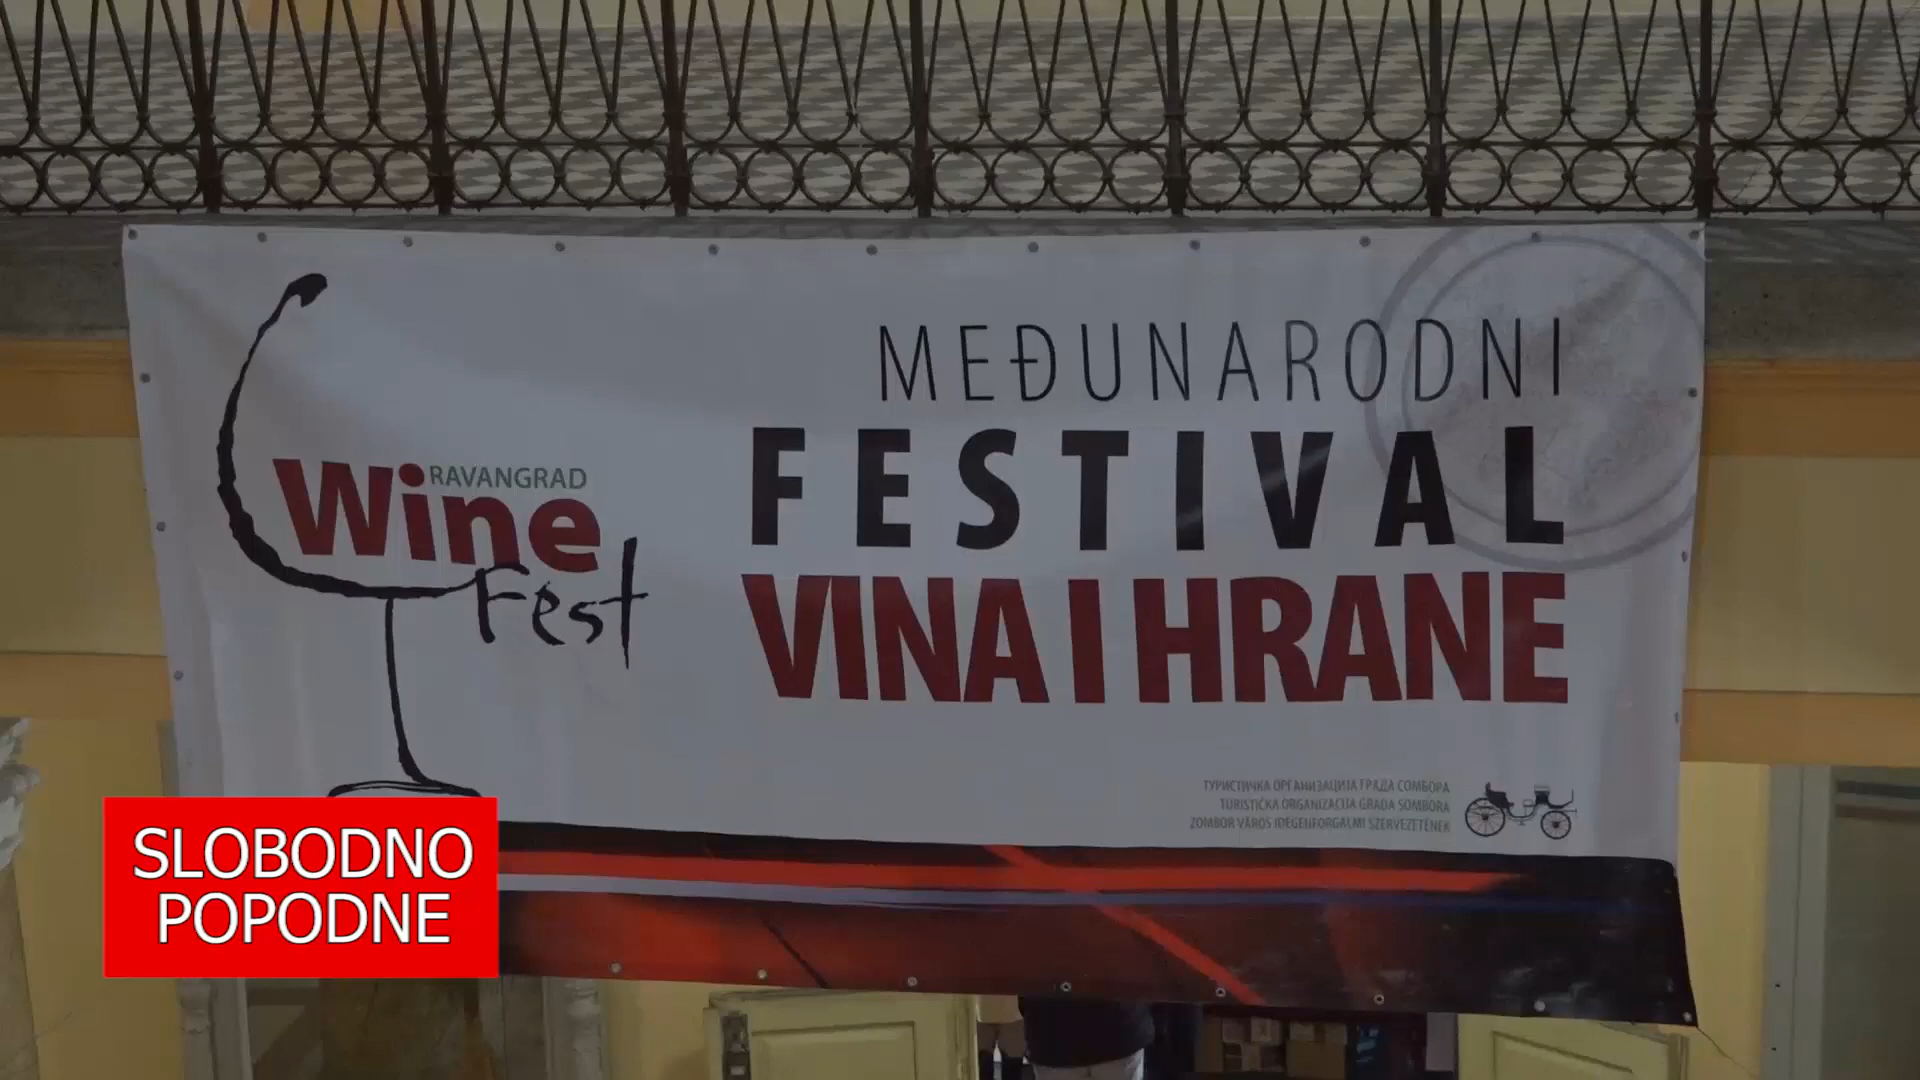 MEĐUNARODNI
FESTIVAL
VINA I HRANE
RAVANGRAD
Wine
Fest
ТУРИСТИЧКА ОРГАНИЗАЦИЈА ГРАДА СОМБОРА
TURISTIČKA ORGANIZACIJA GRADA SOMBORA
ZOMBOR VÁROS IDEGENFORGALMI SZERVEZETÉNEK
SLOBODNO
POPODNE